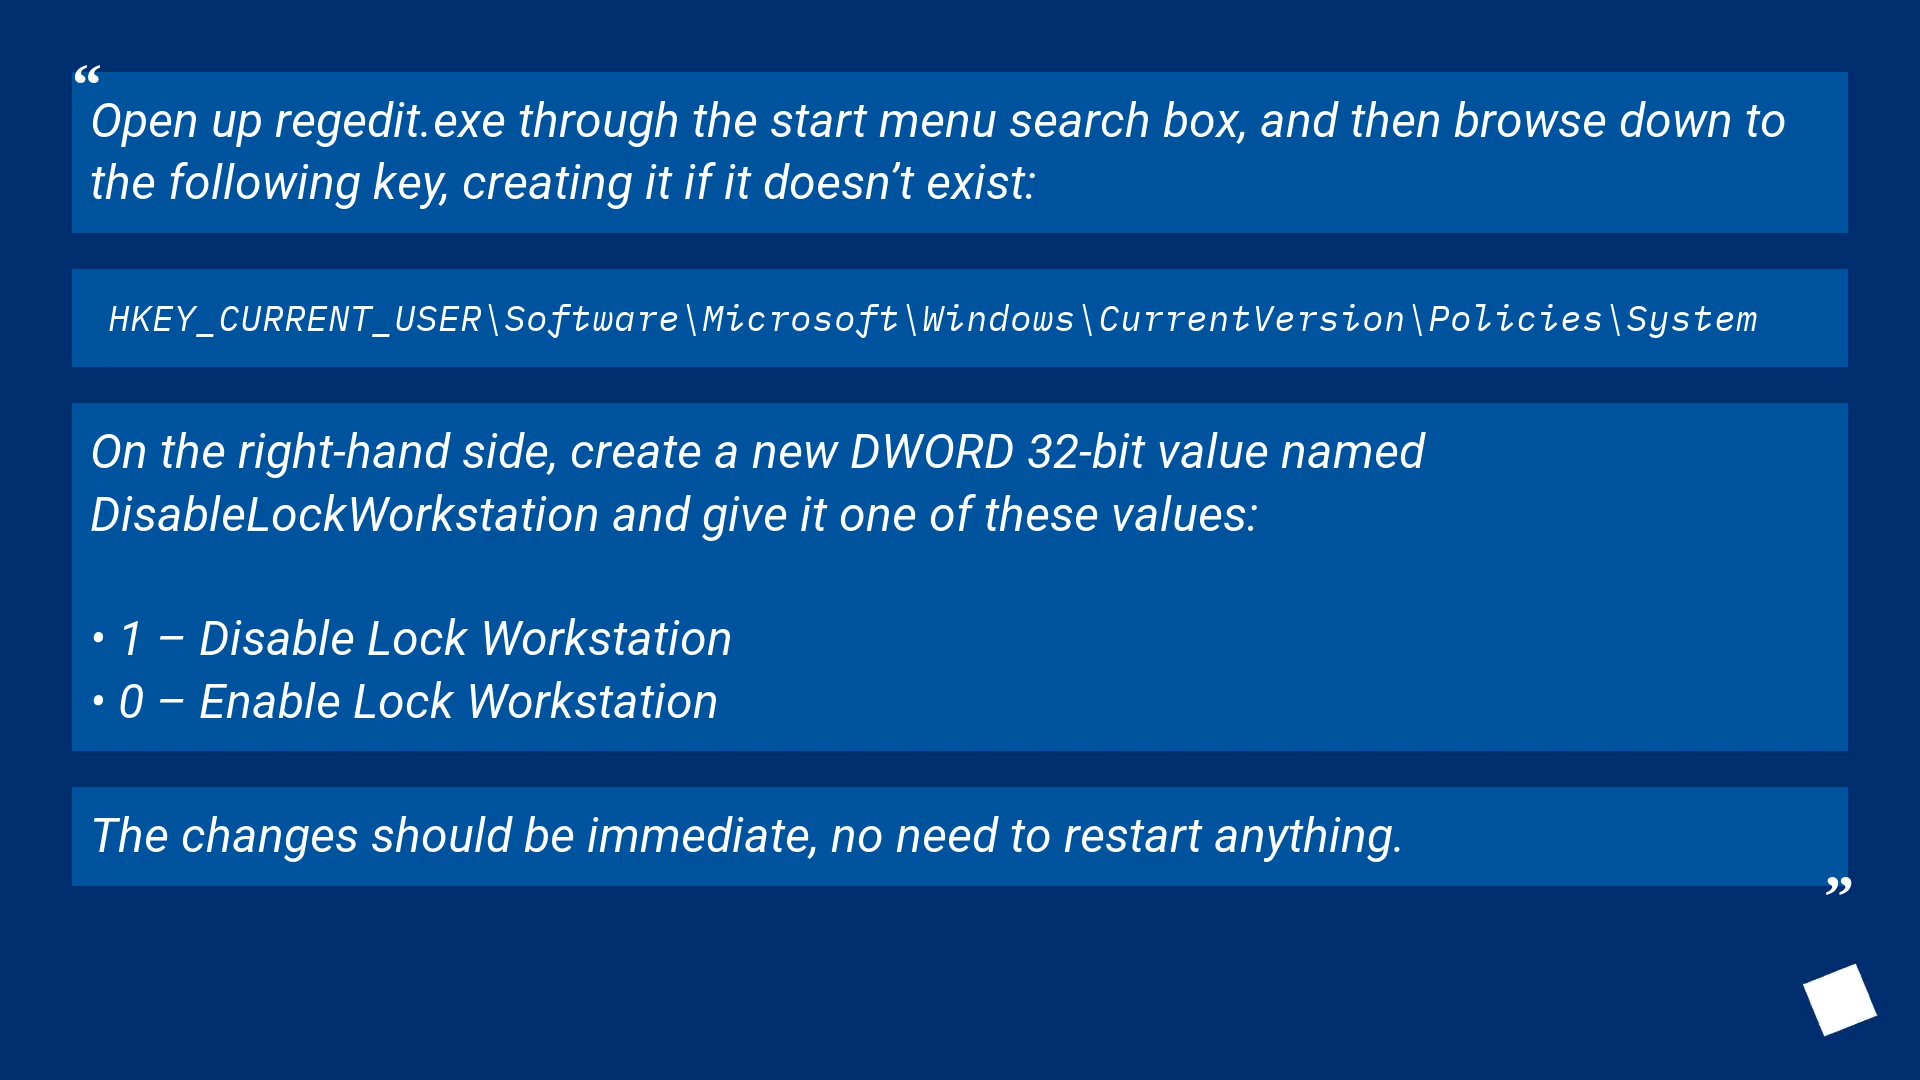 “
Open up regedit.exe through the start menu search box, and then browse down to
the following key, creating it if it doesn’t exist:
HKEY_CURRENT_USER\Software\Microsoft\Windows\CurrentVersion\Policies\System
On the right-hand side, create a new DWORD 32-bit value named
DisableLockWorkstation and give it one of these values:
• 1 – Disable Lock Workstation
• 0 – Enable Lock Workstation
The changes should be immediate, no need to restart anything.
”